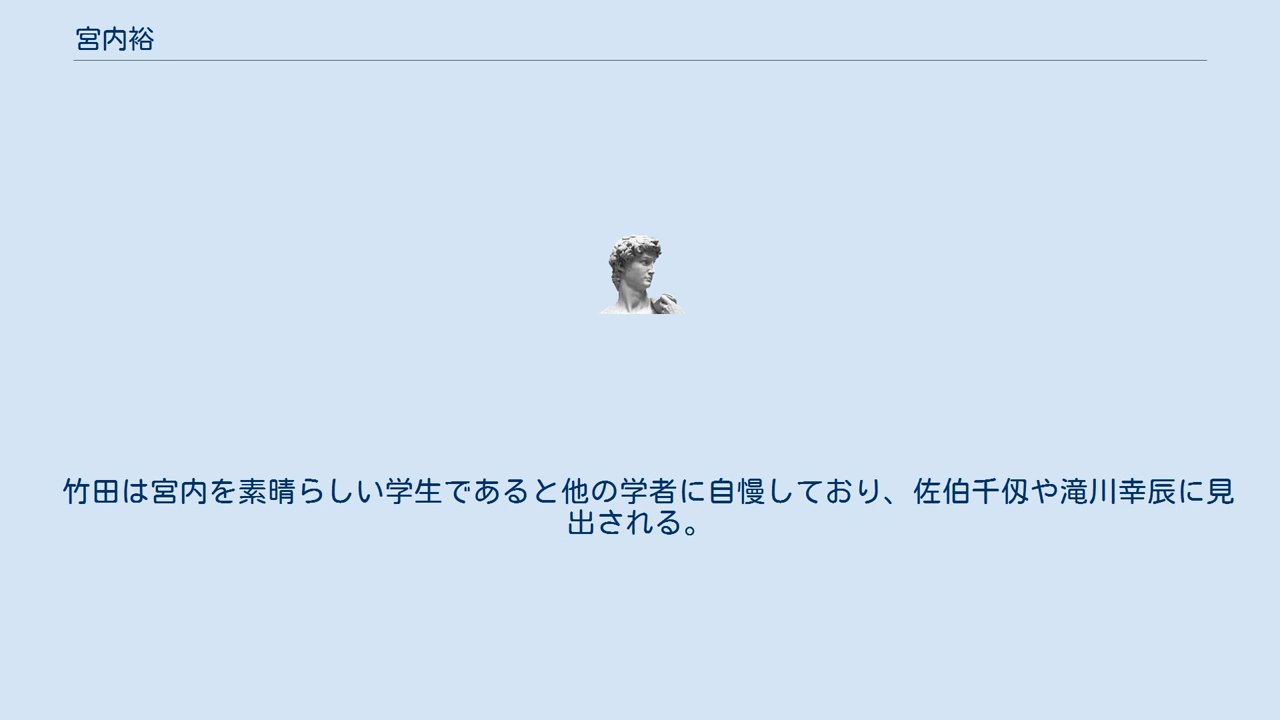 宮内裕
竹田は宮内を素晴らしい学生であると他の学者に自慢しており、佐伯千仭や滝川幸辰に見
出される。